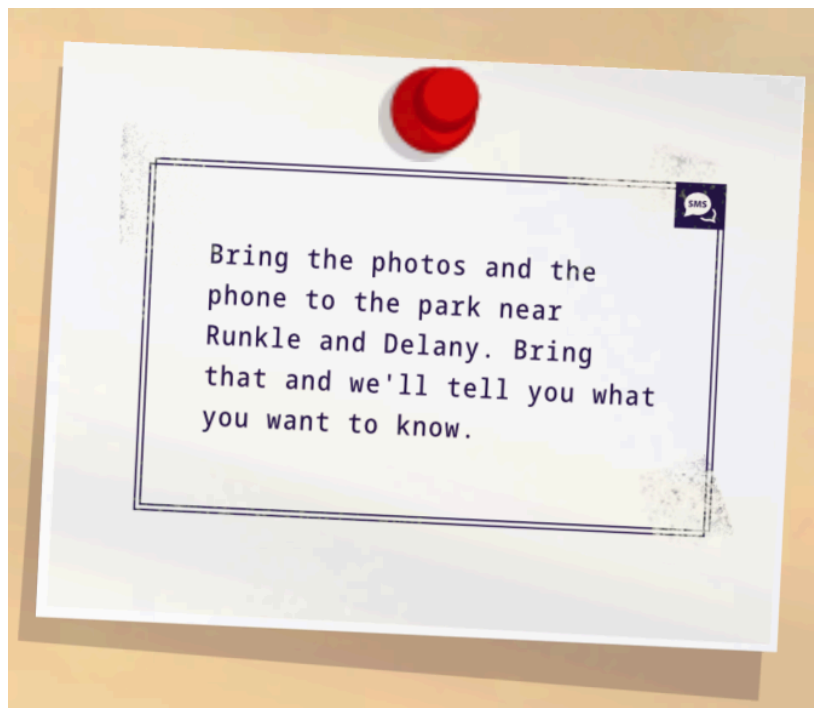 SMS
Bring the photos and the
phone to the park near
Runkle and Delany. Bring
that and we'll tell you what
you want to know.